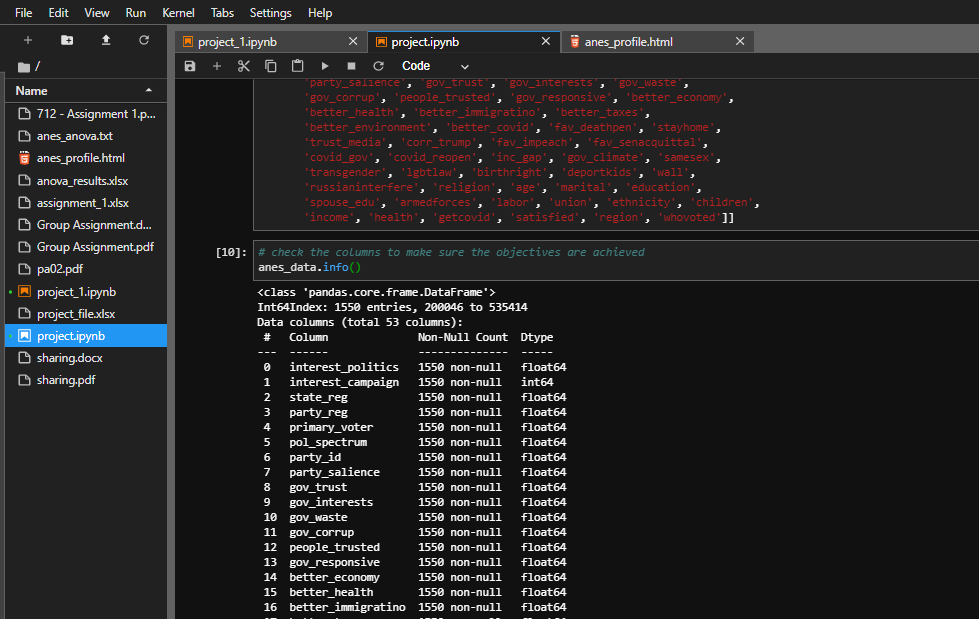 File Edit View Run Kernel Tabs Settings Help
project_1.ipynb
project.ipynb
anes_profile.html
Code
/
Name
712 - Assignment 1.p...
anes_anova.txt
anes_profile.html
anova_results.xlsx
assignment_1.xlsx
Group Assignment.d...
Group Assignment.pdf
pa02.pdf
project_1.ipynb
project_file.xlsx
project.ipynb
sharing.docx
sharing.pdf
'party_salience', 'gov_trust', 'gov_interests', 'gov_waste',
'gov_corrup', 'people_trusted', 'gov_responsive', 'better_economy',
'better_health', 'better_immigratino', 'better_taxes',
'better_environment', 'better_covid', 'fav_deathpen', 'stayhome',
'trust_media', 'corr_trump', 'fav_impeach', 'fav_senacquittal',
'covid_gov', 'covid_reopen', 'inc_gap', 'gov_climate', 'samesex',
'transgender', 'lgbtlaw', 'birthright', 'deportkids', 'wall',
'russianinterfere', 'religion', 'age', 'marital', 'education',
'spouse_edu', 'armedforces', 'labor', 'union', 'ethnicity', 'children',
'income', 'health', 'getcovid', 'satisfied', 'region', 'whovoted']]
[10]: # check the columns to make sure the objectives are achieved
anes_data.info()
<class 'pandas.core.frame.DataFrame'>
Int64Index: 1550 entries, 200046 to 535414
Data columns (total 53 columns):
# Column Non-Null Count Dtype
--- ------ -------------- -----
0 interest_politics 1550 non-null float64
1 interest_campaign 1550 non-null int64
2 state_reg 1550 non-null float64
3 party_reg 1550 non-null float64
4 primary_voter 1550 non-null float64
5 pol_spectrum 1550 non-null float64
6 party_id 1550 non-null float64
7 party_salience 1550 non-null float64
8 gov_trust 1550 non-null float64
9 gov_interests 1550 non-null float64
10 gov_waste 1550 non-null float64
11 gov_corrup 1550 non-null float64
12 people_trusted 1550 non-null float64
13 gov_responsive 1550 non-null float64
14 better_economy 1550 non-null float64
15 better_health 1550 non-null float64
16 better_immigratino 1550 non-null float64